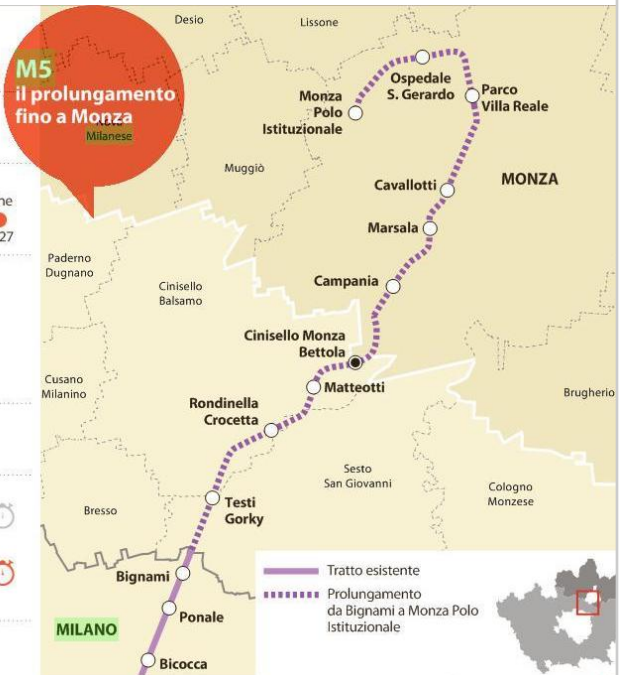 M5
il prolungamento
fino a Monza
Milanese
Desio
Lissone
Ospedale
S. Gerardo
Parco
Villa Reale
Monza
Polo
Istituzionale
Muggiò
Cavallotti
MONZA
Marsala
ne
27
Paderno
Dugnano
Cinisello
Balsamo
Campania
Cinisello Monza
Bettola
Matteotti
Cusano
Milanino
Brugherio
Rondinella
Crocetta
Sesto
San Giovanni
Cologno
Monzese
Testi
Gorky
Bresso
Bignami
Ponale
MILANO
Bicocca
Tratto esistente
Prolungamento
da Bignami a Monza Polo
Istituzionale